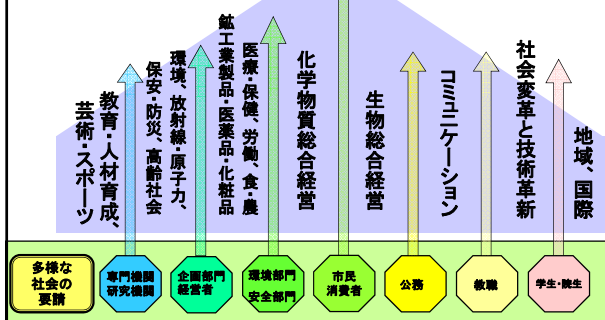 芸術・スポーツ
教育・人材育成、
保安・防災、高齢社会
環境、放射線・原子力、
鉱工業製品・医薬品・化粧品
医療・保健、労働、食・農
化学物質総合経営
生物総合経営
コミュニケーション
社会変革と技術革新
地域、国際
多様な
社会の
要請
専門機関
研究機関
企画部門
経営者
環境部門
安全部門
市民
消費者
公務
教職
学生・院生